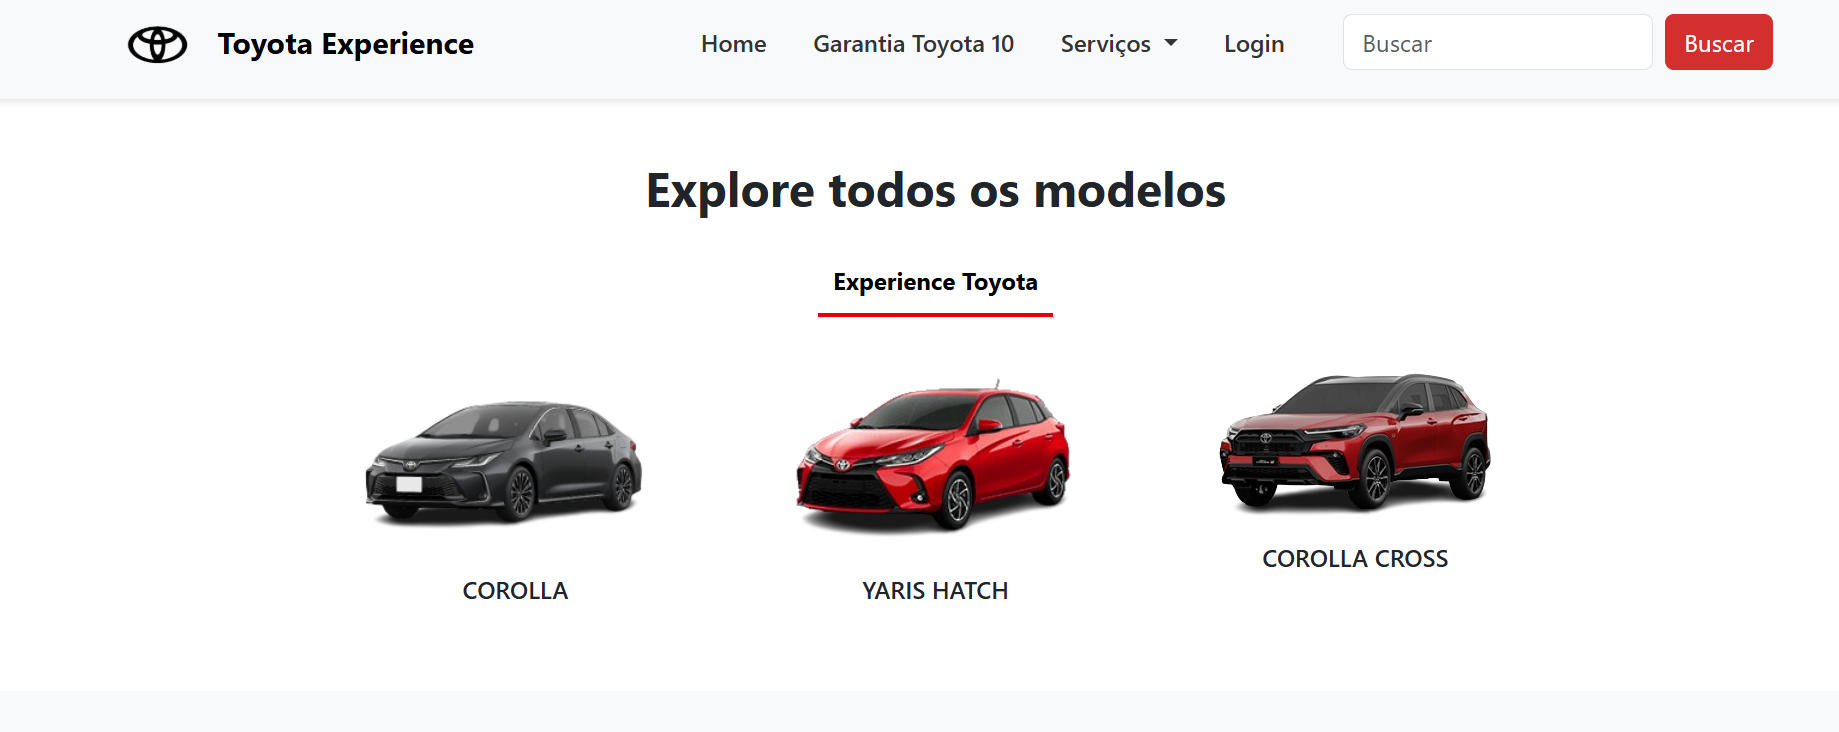 Toyota Experience
Home
Garantia Toyota 10
Serviços
Login
Buscar
Buscar
Explore todos os modelos
Experience Toyota
COROLLA
YARIS HATCH
COROLLA CROSS